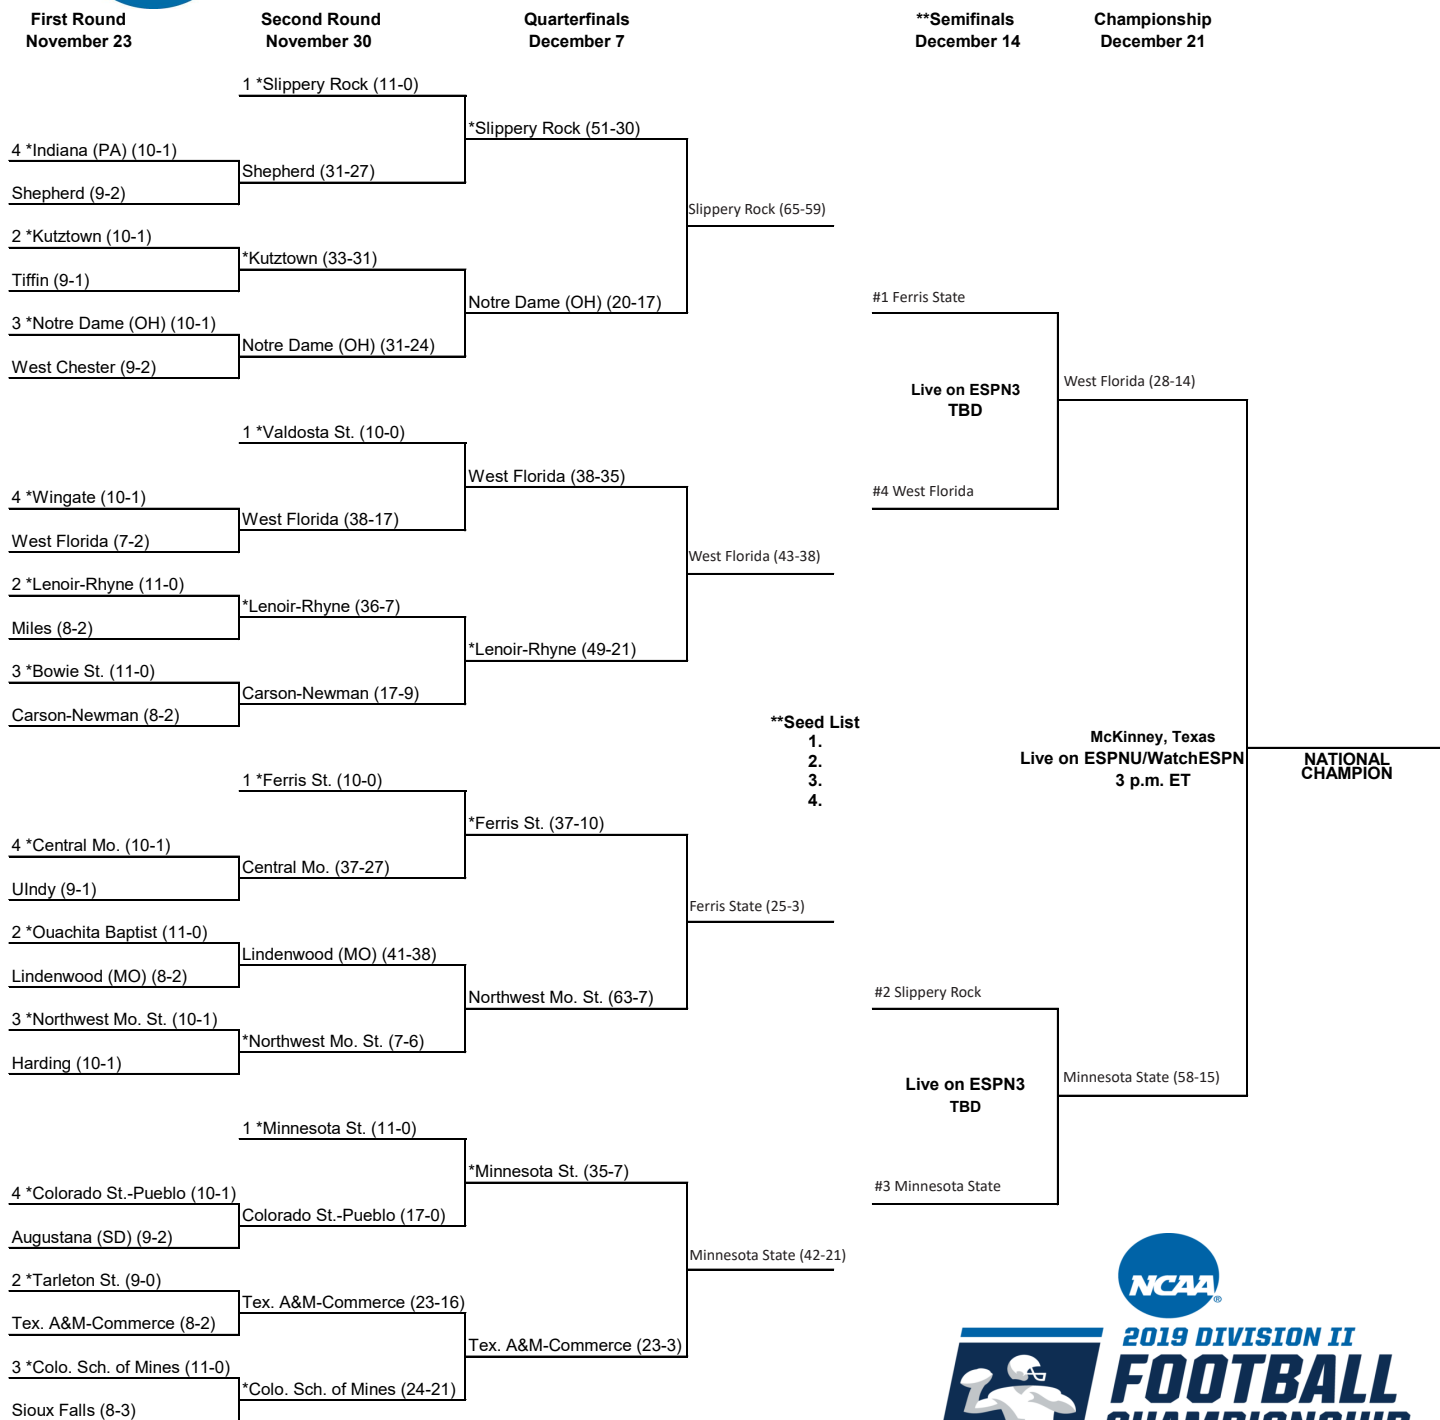 First Round
November 23
Second Round
November 30
Quarterfinals
December 7
**Semifinals
December 14
Championship
December 21
1 *Slippery Rock (11-0)
*Slippery Rock (51-30)
4 *Indiana (PA) (10-1)
Shepherd (31-27)
Shepherd (9-2)
Slippery Rock (65-59)
2 *Kutztown (10-1)
*Kutztown (33-31)
Tiffin (9-1)
Notre Dame (OH) (20-17)
3 *Notre Dame (OH) (10-1)
Notre Dame (OH) (31-24)
West Chester (9-2)
#1 Ferris State
Live on ESPN3
TBD
West Florida (28-14)
#4 West Florida
1 *Valdosta St. (10-0)
West Florida (38-35)
4 *Wingate (10-1)
West Florida (38-17)
West Florida (7-2)
West Florida (43-38)
2 *Lenoir-Rhyne (11-0)
*Lenoir-Rhyne (36-7)
Miles (8-2)
*Lenoir-Rhyne (49-21)
3 *Bowie St. (11-0)
Carson-Newman (17-9)
Carson-Newman (8-2)
**Seed List
1.
2.
3.
4.
McKinney, Texas
Live on ESPNU/WatchESPN
3 p.m. ET
NATIONAL
CHAMPION
1 *Ferris St. (10-0)
*Ferris St. (37-10)
4 *Central Mo. (10-1)
Central Mo. (37-27)
UIndy (9-1)
Ferris State (25-3)
2 *Ouachita Baptist (11-0)
Lindenwood (MO) (41-38)
Lindenwood (MO) (8-2)
Northwest Mo. St. (63-7)
3 *Northwest Mo. St. (10-1)
*Northwest Mo. St. (7-6)
Harding (10-1)
#2 Slippery Rock
Live on ESPN3
TBD
Minnesota State (58-15)
#3 Minnesota State
1 *Minnesota St. (11-0)
*Minnesota St. (35-7)
4 *Colorado St.-Pueblo (10-1)
Colorado St.-Pueblo (17-0)
Augustana (SD) (9-2)
Minnesota State (42-21)
2 *Tarleton St. (9-0)
Tex. A&M-Commerce (23-16)
Tex. A&M-Commerce (8-2)
Tex. A&M-Commerce (23-3)
3 *Colo. Sch. of Mines (11-0)
*Colo. Sch. of Mines (24-21)
Sioux Falls (8-3)
NCAA®
2019 DIVISION II
FOOTBALL
CHAMPIONSHIP